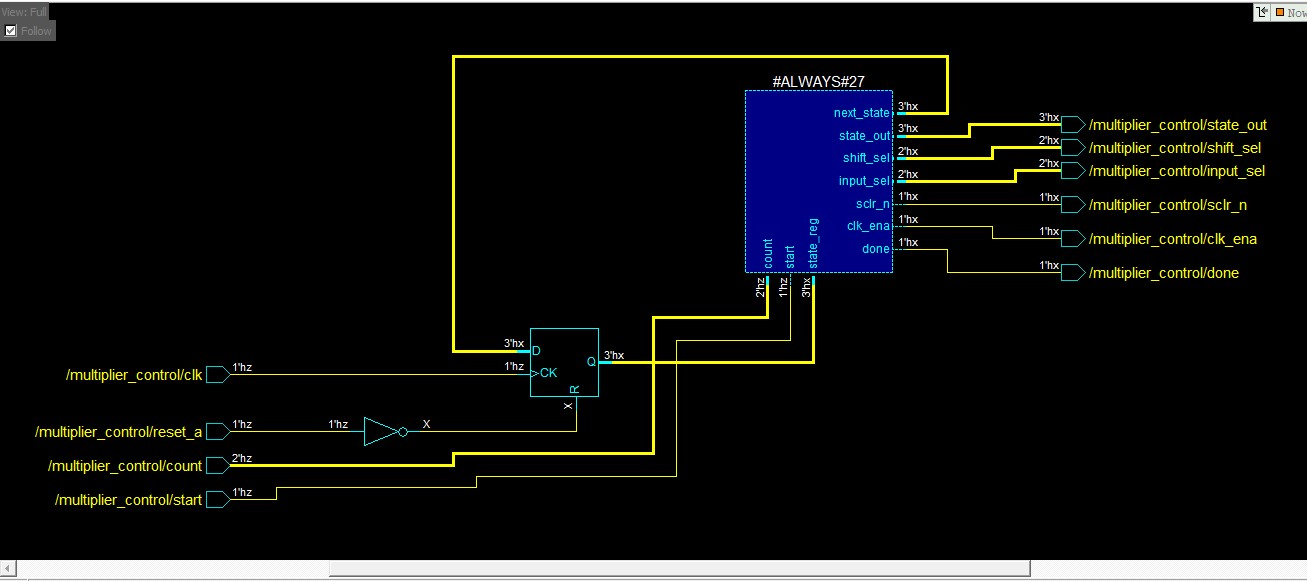 View: Full
Follow
Now
#ALWAYS#27
next_state 3'hx
state_out 3'hx 3'hx /multiplier_control/state_out
shift_sel 2'hx 2'hx /multiplier_control/shift_sel
input_sel 2'hx 2'hx /multiplier_control/input_sel
sclr_n 1'hx 1'hx /multiplier_control/sclr_n
clk_ena 1'hx 1'hx /multiplier_control/clk_ena
done 1'hx 1'hx /multiplier_control/done
count start state_reg
2'hz 1'hz 3'hx
3'hx D
Q 3'hx
/multiplier_control/clk 1'hz 1'hz CK
R
X
/multiplier_control/reset_a 1'hz 1'hz X
/multiplier_control/count 2'hz
/multiplier_control/start 1'hz